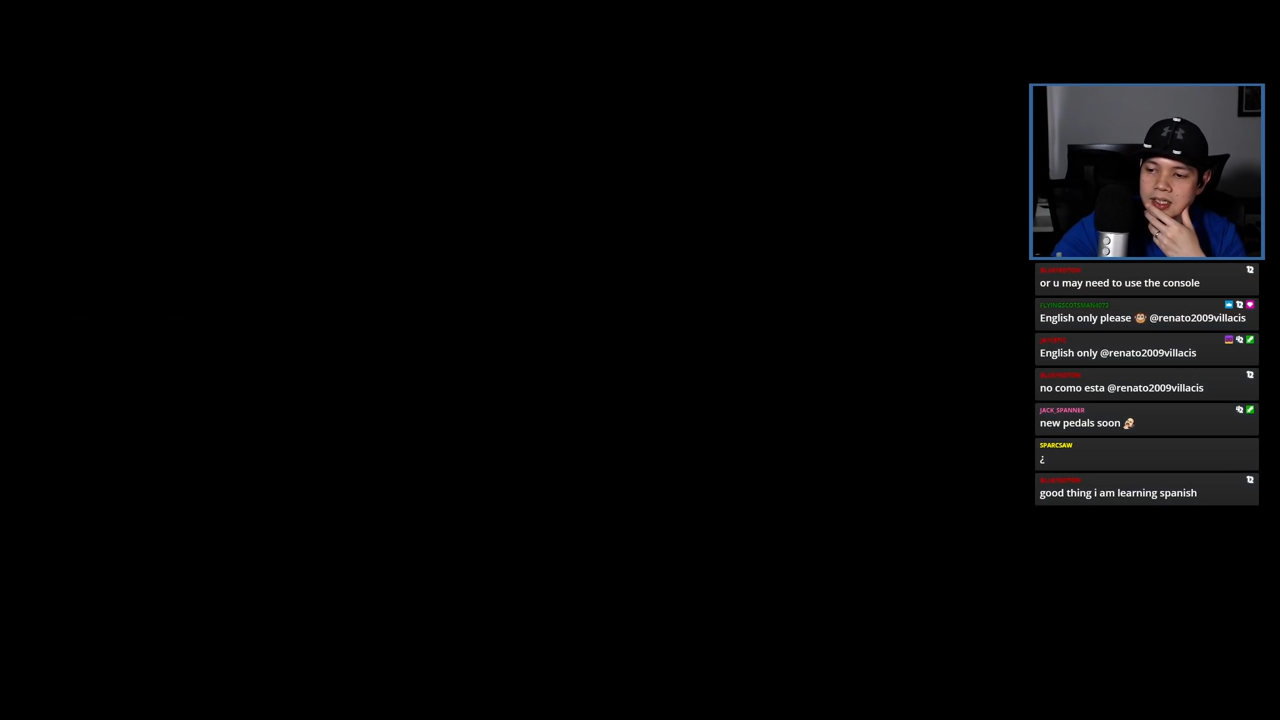 or u may need to use the console
FLYINGSCOTSMAN4472
English only please @renato2009villacis
English only @renato2009villacis
no como esta @renato2009villacis
JACK_SPANNER
new pedals soon
SPARCSAW
¿
good thing i am learning spanish